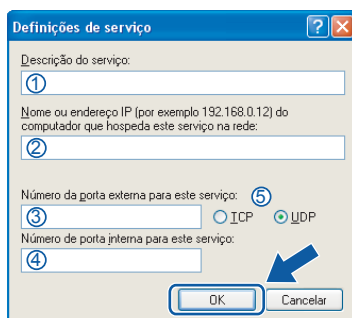 Definições de serviço
Descrição do serviço:
①
Nome ou endereço IP (por exemplo 192.168.0.12) do
computador que hospeda este serviço na rede:
②
Número da porta externa para este serviço: ⑤
③ TCP UDP
Número de porta interna para este serviço:
④
OK Cancelar